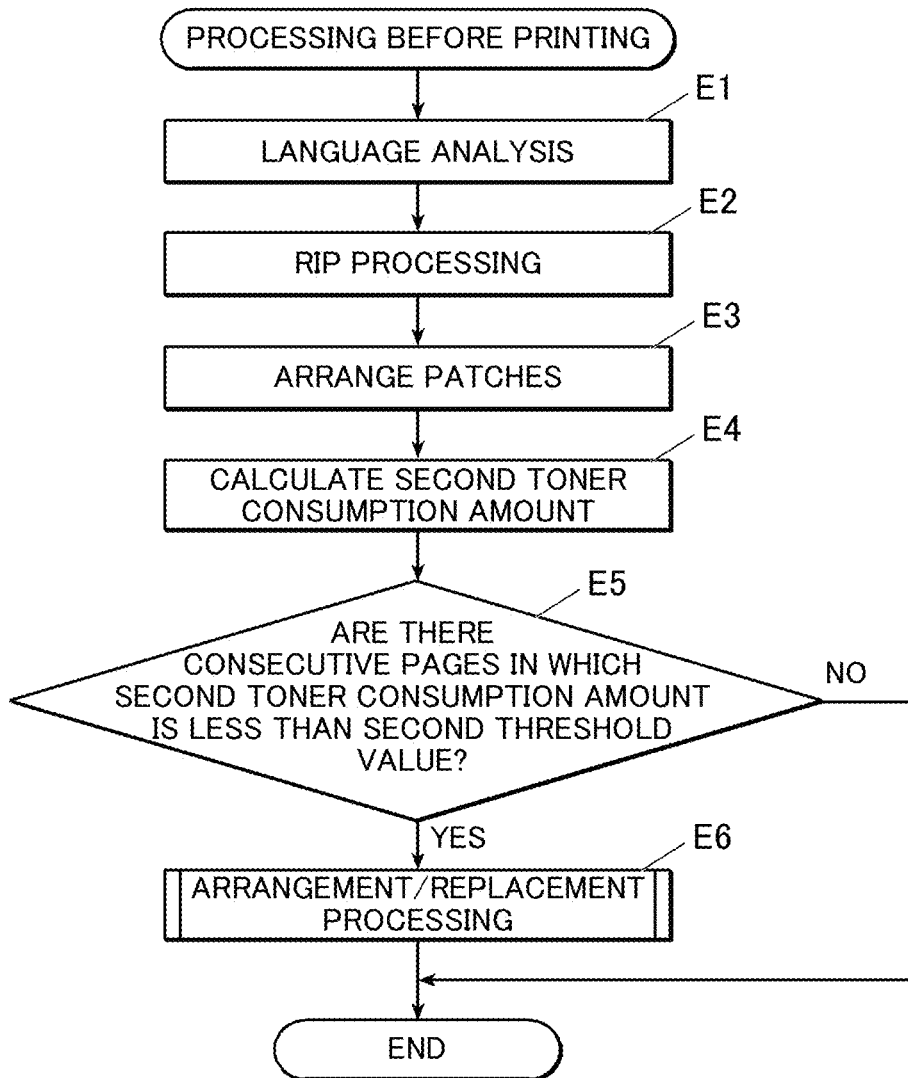 PROCESSING BEFORE PRINTING
E1
LANGUAGE ANALYSIS
E2
RIP PROCESSING
E3
ARRANGE PATCHES
E4
CALCULATE SECOND TONER
CONSUMPTION AMOUNT
E5
ARE THERE
CONSECUTIVE PAGES IN WHICH
SECOND TONER CONSUMPTION AMOUNT
IS LESS THAN SECOND THRESHOLD
VALUE?
NO
YES
E6
ARRANGEMENT/REPLACEMENT
PROCESSING
END